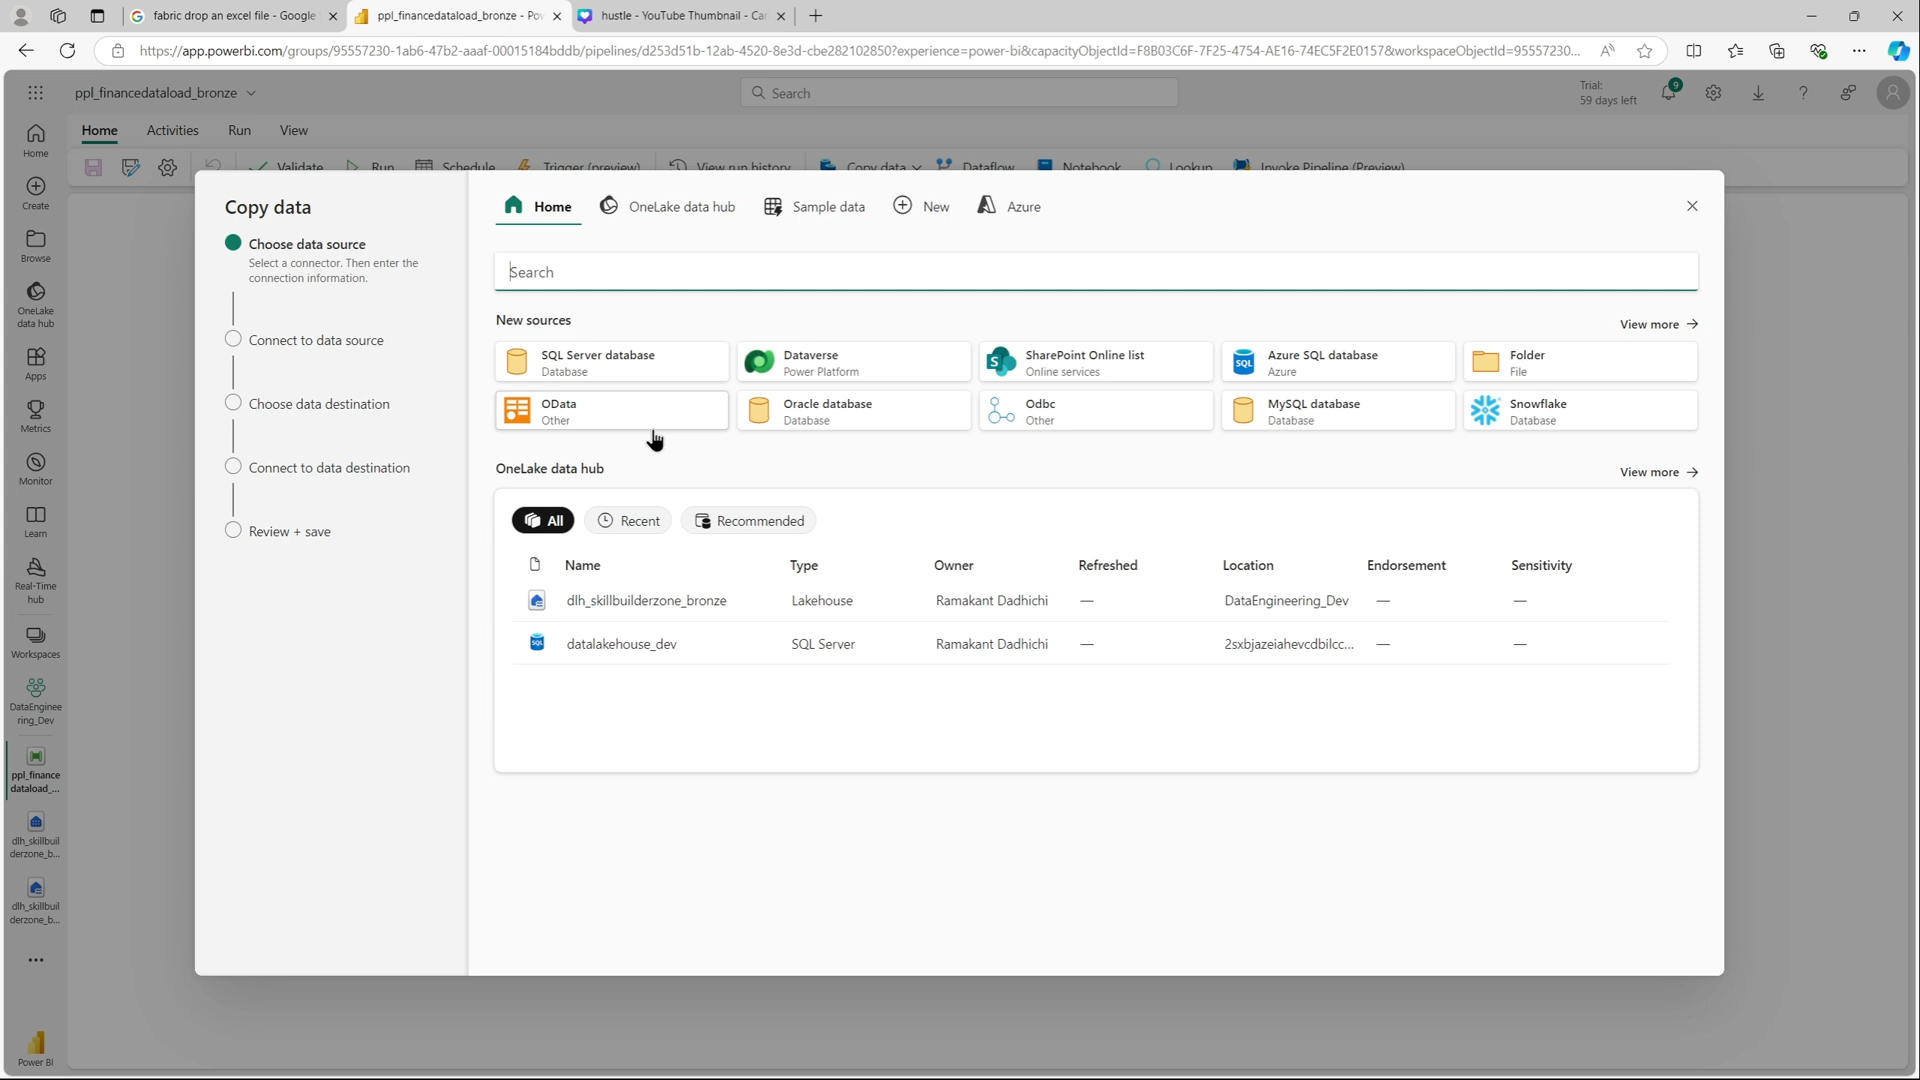 fabric drop an excel file - Google
ppl_financedataload_bronze - Po
hustle - YouTube Thumbnail - Ca
https://app.powerbi.com/groups/95557230-1ab6-47b2-aaaf-00015184bddb/pipelines/d253d51b-12ab-4520-8e3d-cbe282102850?experience=power-bi&capacityObjectId=F8B03C6F-7F25-4754-AE16-74EC5F2E0157&workspaceObjectId=95557230...
ppl_financedataload_bronze
Search
Trial:
59 days left
9
Home Activities Run View
Validate Run Schedule Trigger (preview) View run history Copy data Dataflow Notebook Lookup Invoke Pipeline (Preview)
Home
Create
Browse
OneLake
data hub
Apps
Metrics
Monitor
Learn
Real-Time
hub
Workspaces
DataEnginee
ring_Dev
ppl_finance
dataload_...
dlh_skillbuil
derzone_b...
dlh_skillbuil
derzone_b...
Power BI
Copy data
Choose data source
Select a connector. Then enter the
connection information.
Connect to data source
Choose data destination
Connect to data destination
Review + save
Home OneLake data hub Sample data New Azure
Search
New sources View more
SQL Server database
Database
Dataverse
Power Platform
SharePoint Online list
Online services
SQL
Azure SQL database
Azure
Folder
File
OData
Other
Oracle database
Database
Odbc
Other
MySQL database
Database
Snowflake
Database
OneLake data hub View more
All Recent Recommended
Name Type Owner Refreshed Location Endorsement Sensitivity
dlh_skillbuilderzone_bronze Lakehouse Ramakant Dadhichi — DataEngineering_Dev — —
SQL datalakehouse_dev SQL Server Ramakant Dadhichi — 2sxbjazeiahevcdbilcc... — —